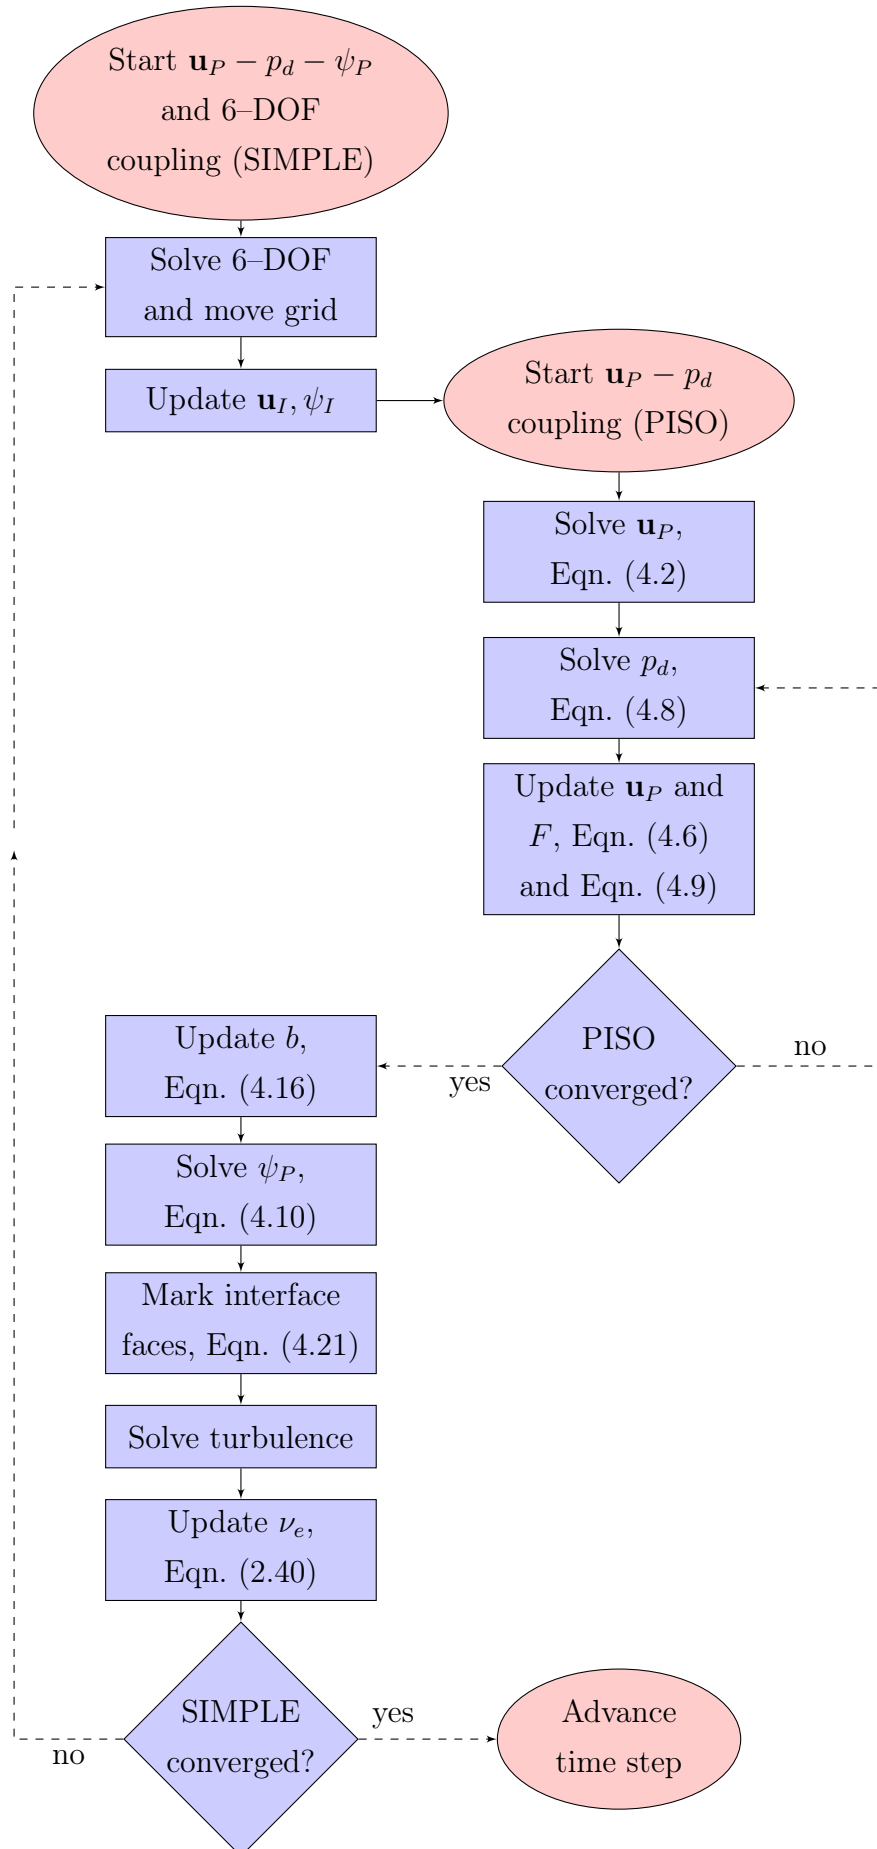 Start u_P − p_d − ψ_P
and 6–DOF
coupling (SIMPLE)
Solve 6–DOF
and move grid
Update u_I, ψ_I
Start u_P − p_d
coupling (PISO)
Solve u_P,
Eqn. (4.2)
Solve p_d,
Eqn. (4.8)
Update u_P and
F, Eqn. (4.6)
and Eqn. (4.9)
PISO
converged?
no
yes
Update b,
Eqn. (4.16)
Solve ψ_P,
Eqn. (4.10)
Mark interface
faces, Eqn. (4.21)
Solve turbulence
Update ν_e,
Eqn. (2.40)
SIMPLE
converged?
no
yes
Advance
time step